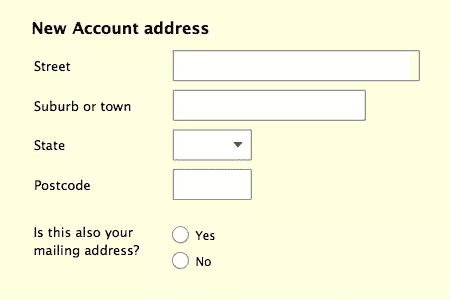 New Account address
Street
Suburb or town
State
Postcode
Is this also your
mailing address?
Yes
No